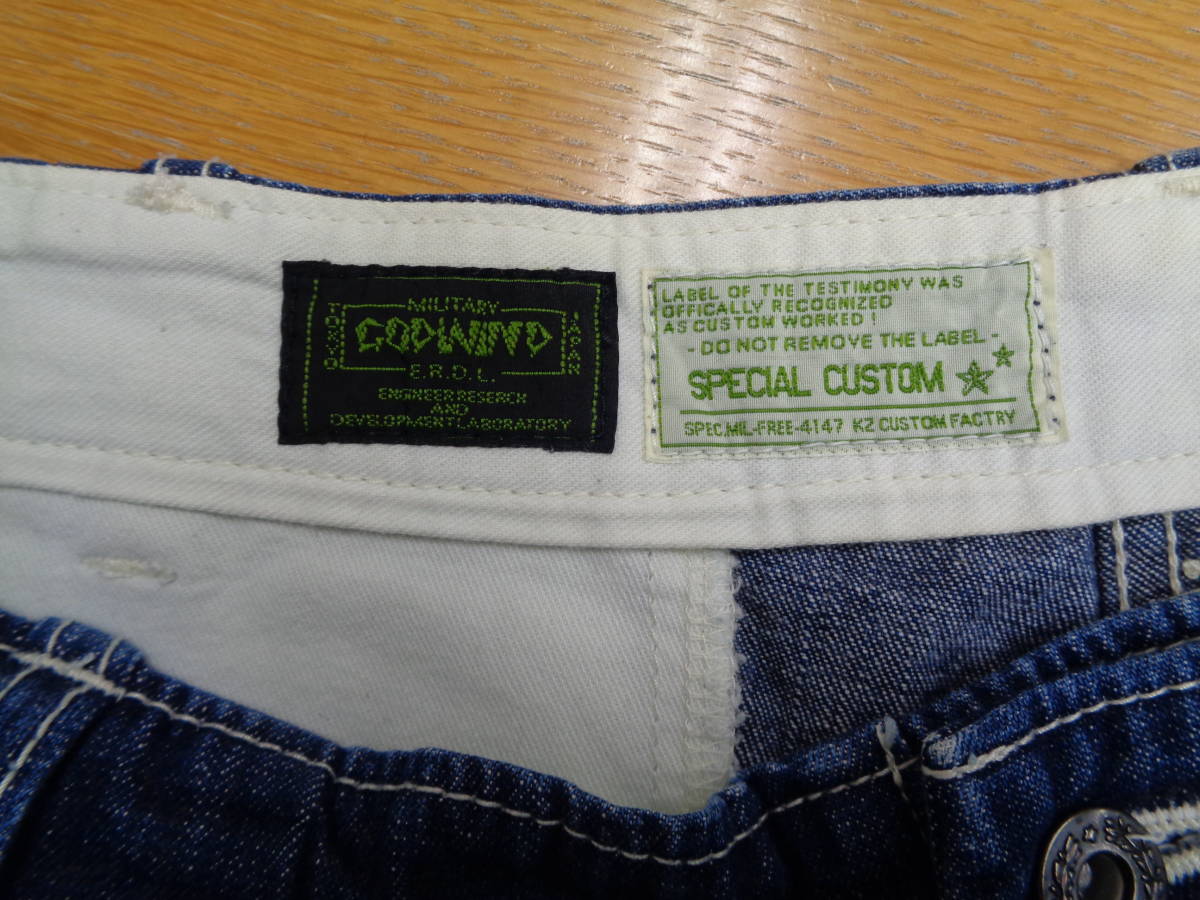 MILITARY
TOKYO
GODWIND
JAPAN
E.R.D.L.
ENGINEER RESERCH
AND
DEVELOPMENT LABORATORY
LABEL OF THE TESTIMONY WAS
OFFICALLY RECOGNIZED
AS CUSTOM WORKED !
- DO NOT REMOVE THE LABEL -
SPECIAL CUSTOM
SPEC.MIL-FREE-4147 KZ CUSTOM FACTRY